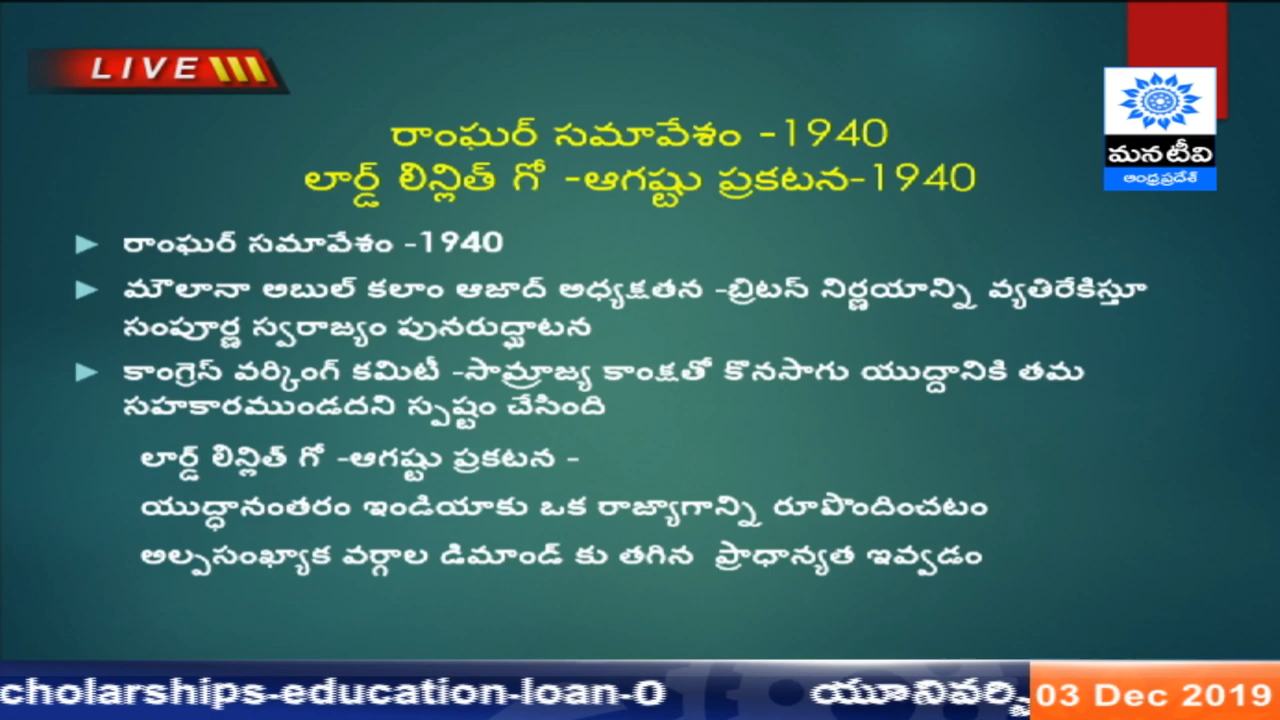 LIVE
రాంఘర్ సమావేశం -1940
లార్డ్ లిన్లిత్ గో -ఆగష్టు ప్రకటన-1940
మన టీవి
ఆంధ్రప్రదేశ్
రాంఘర్ సమావేశం -1940
మౌలానా అబుల్ కలాం ఆజాద్ అధ్యక్షతన -బ్రిటస్ నిర్ణయాన్ని వ్యతిరేకిస్తూ
సంపూర్ణ స్వరాజ్యం పునరుద్ఘాటన
కాంగ్రెస్ వర్కింగ్ కమిటీ -సామ్రాజ్య కాంక్షతో కొనసాగు యుద్దానికి తమ
సహకారముండదని స్పష్టం చేసింది
లార్డ్ లిన్లిత్ గో -ఆగష్టు ప్రకటన -
యుద్ధానంతరం ఇండియాకు ఒక రాజ్యాగాన్ని రూపొందించటం
అల్పసంఖ్యాక వర్గాల డిమాండ్ కు తగిన ప్రాధాన్యత ఇవ్వడం
cholarships-education-loan-0 యూనివర్సి 03 Dec 2019